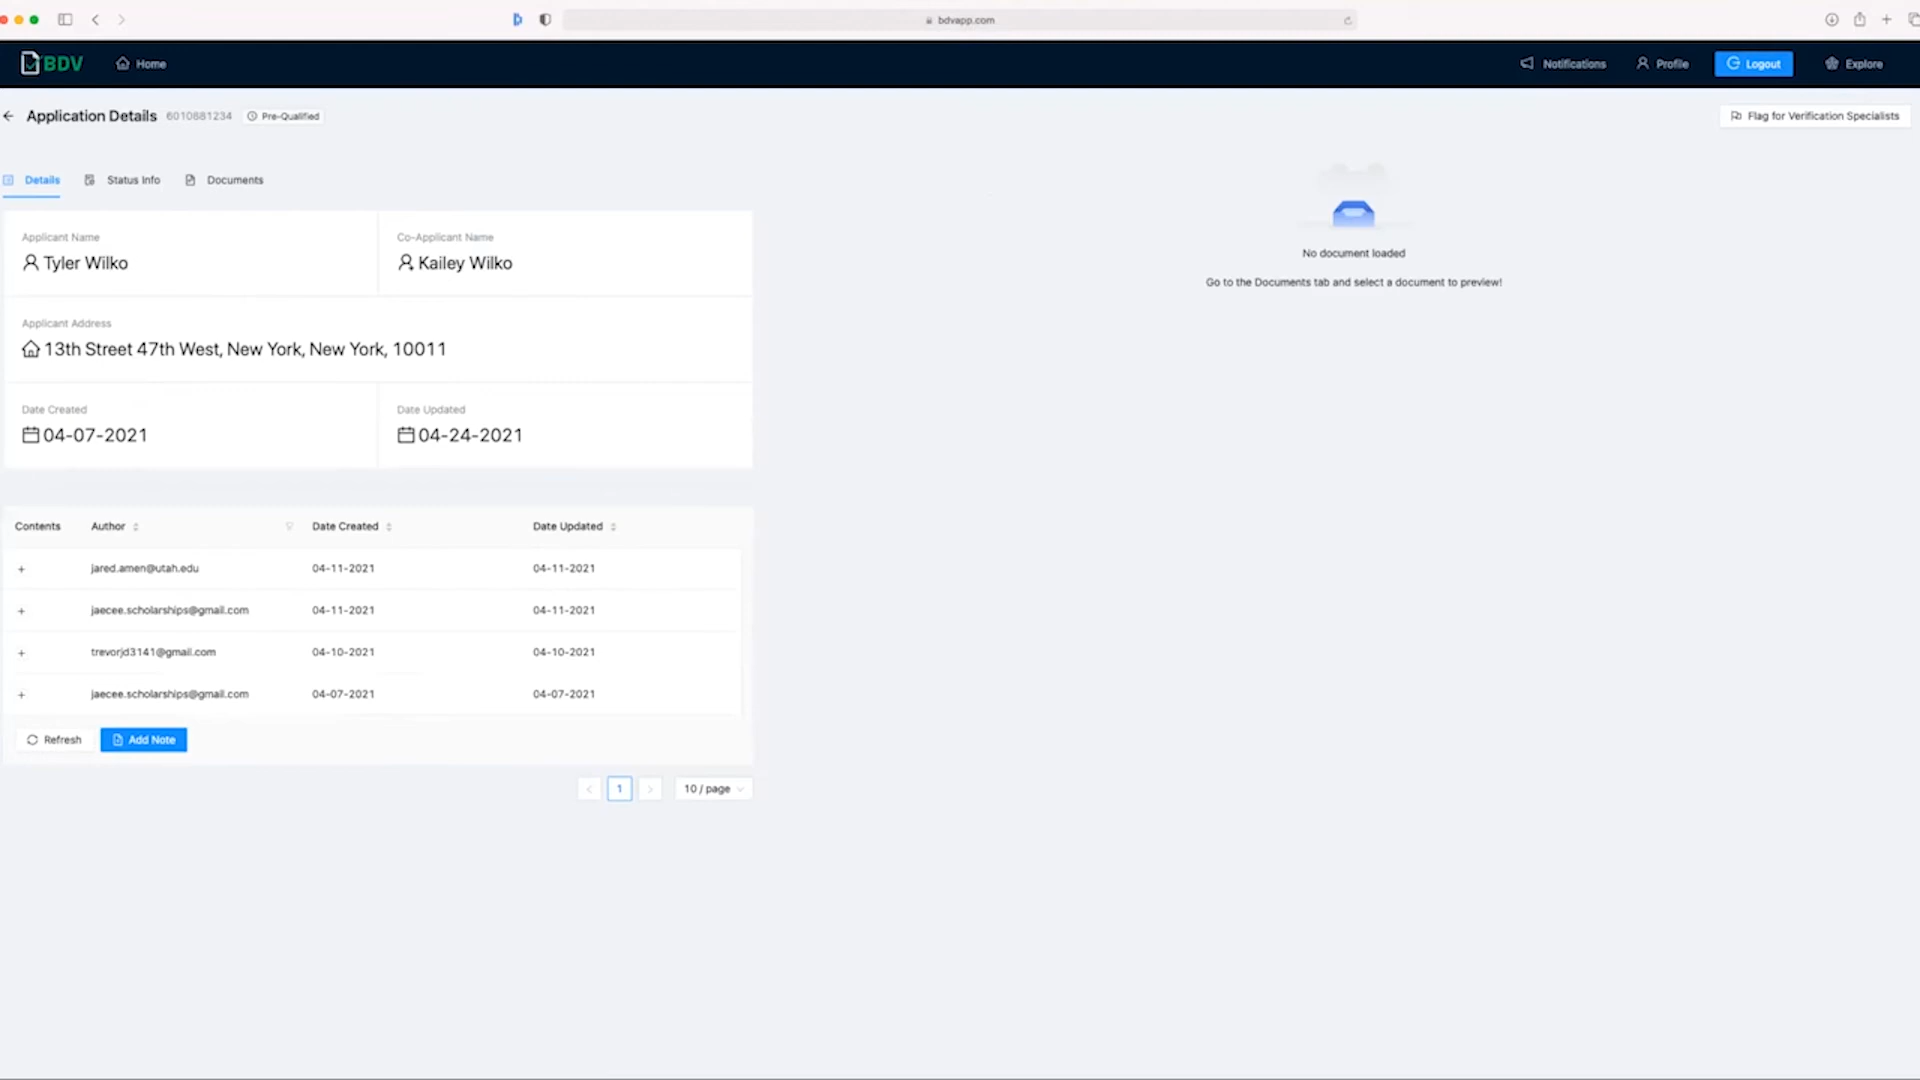 bdvapp.com
BDV Home Notifications Profile Logout Explore
Application Details 6010681234 Pre-Qualified Flag for Verification Specialists
Details Status Info Documents
Applicant Name Co-Applicant Name
Tyler Wilko Kailey Wilko
Applicant Address
13th Street 47th West, New York, New York, 10011
Date Created Date Updated
04-07-2021 04-24-2021
Contents Author Date Created Date Updated
+ jared.amen@utah.edu 04-11-2021 04-11-2021
+ jaecee.scholarships@gmail.com 04-11-2021 04-11-2021
+ trevorjd3141@gmail.com 04-10-2021 04-10-2021
+ jaecee.scholarships@gmail.com 04-07-2021 04-07-2021
Refresh Add Note
< 1 > 10 / page
No document loaded
Go to the Documents tab and select a document to preview!